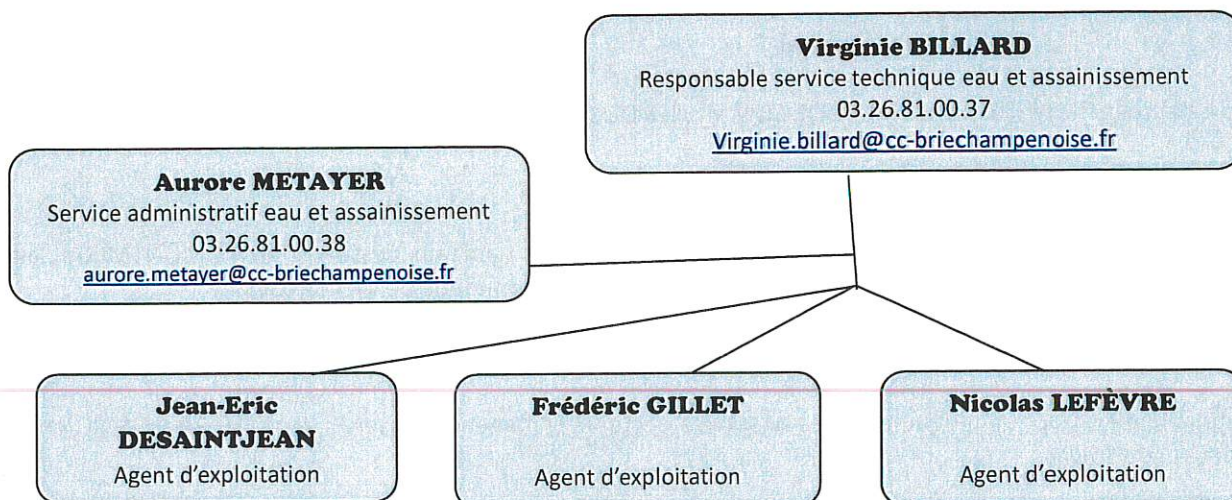 Virginie BILLARD
Responsable service technique eau et assainissement
03.26.81.00.37
Virginie.billard@cc-briechampenoise.fr
Aurore METAYER
Service administratif eau et assainissement
03.26.81.00.38
aurore.metayer@cc-briechampenoise.fr
Jean-Eric
DESAINTJEAN
Agent d'exploitation
Frédéric GILLET
Agent d'exploitation
Nicolas LEFÈVRE
Agent d'exploitation